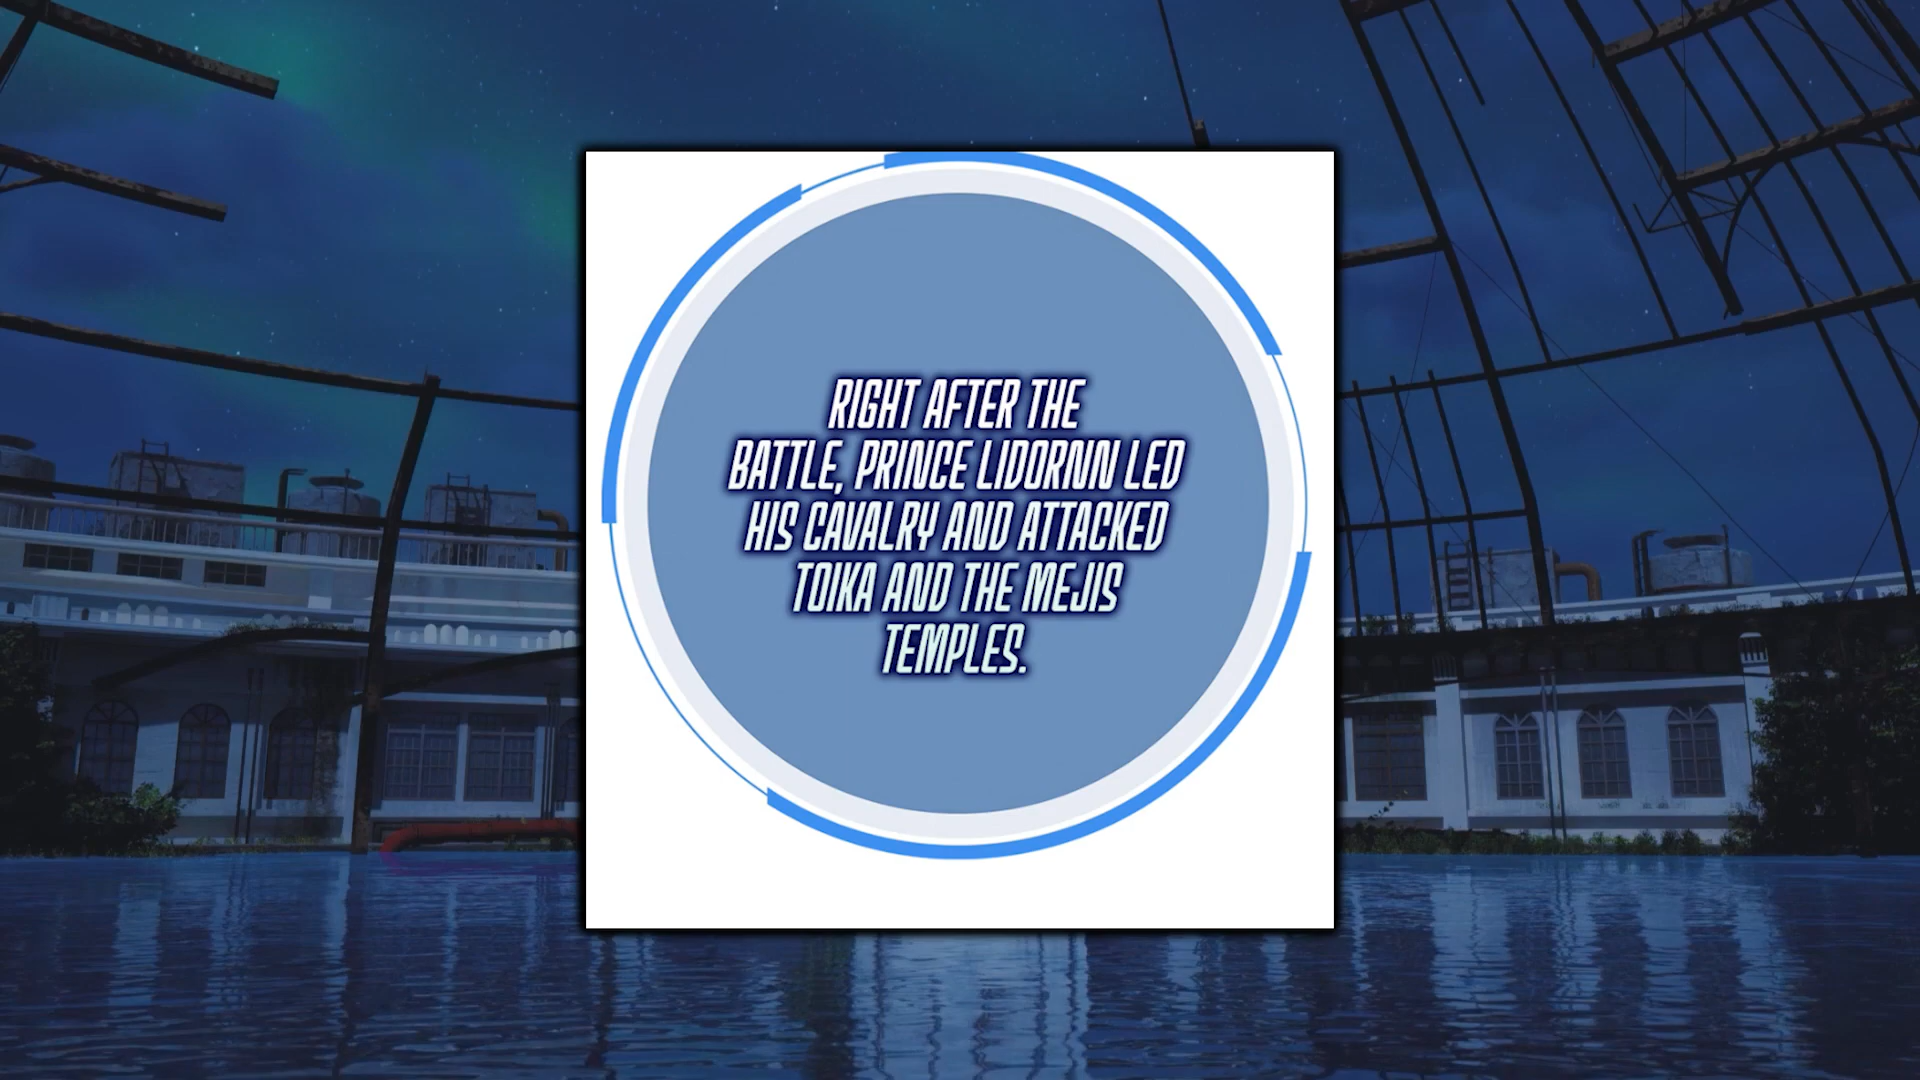 RIGHT AFTER THE
BATTLE, PRINCE LIDORNN LED
HIS CAVALRY AND ATTACKED
TOIKA AND THE MEJIS
TEMPLES.